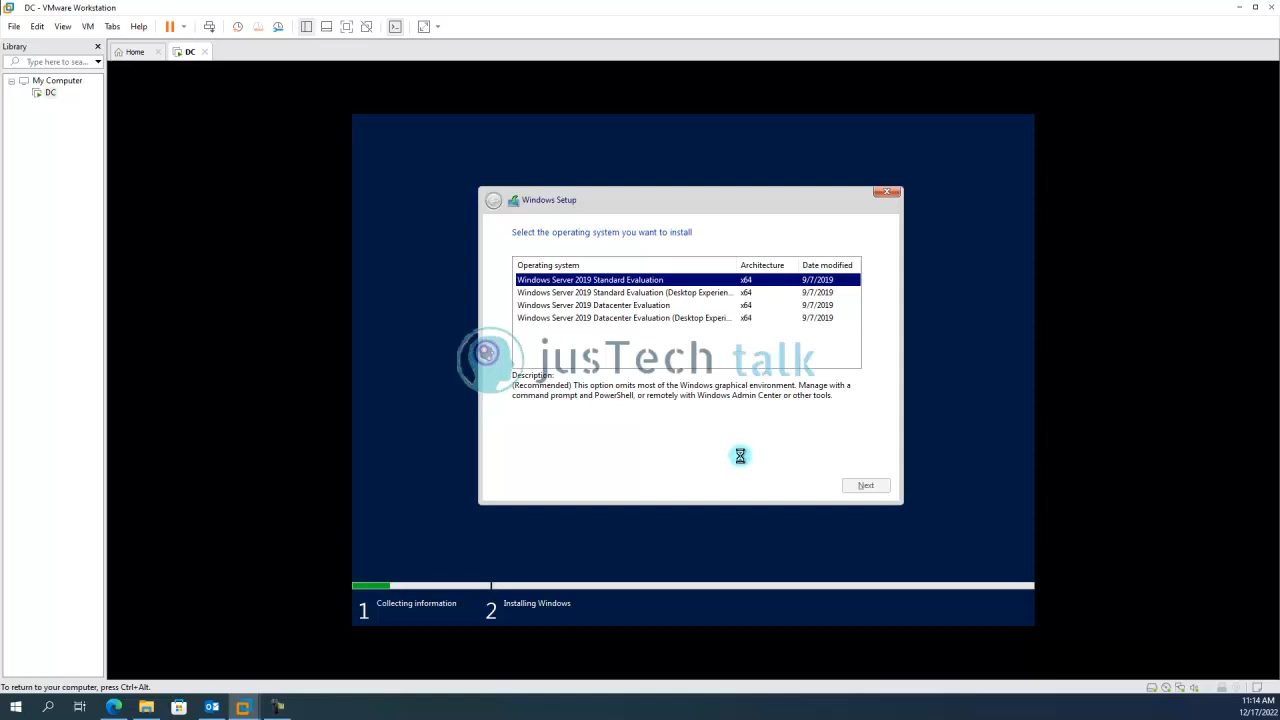 DC - VMware Workstation
File Edit View VM Tabs Help
Library
Type here to sea...
My Computer
DC
Home
DC
Windows Setup
Select the operating system you want to install
Operating system Architecture Date modified
Windows Server 2019 Standard Evaluation x64 9/7/2019
Windows Server 2019 Standard Evaluation (Desktop Experien... x64 9/7/2019
Windows Server 2019 Datacenter Evaluation x64 9/7/2019
Windows Server 2019 Datacenter Evaluation (Desktop Experi... x64 9/7/2019
jusTech talk
Description:
(Recommended) This option omits most of the Windows graphical environment. Manage with a
command prompt and PowerShell, or remotely with Windows Admin Center or other tools.
Next
1 Collecting information 2 Installing Windows
To return to your computer, press Ctrl+Alt.
11:14 AM
12/17/2022